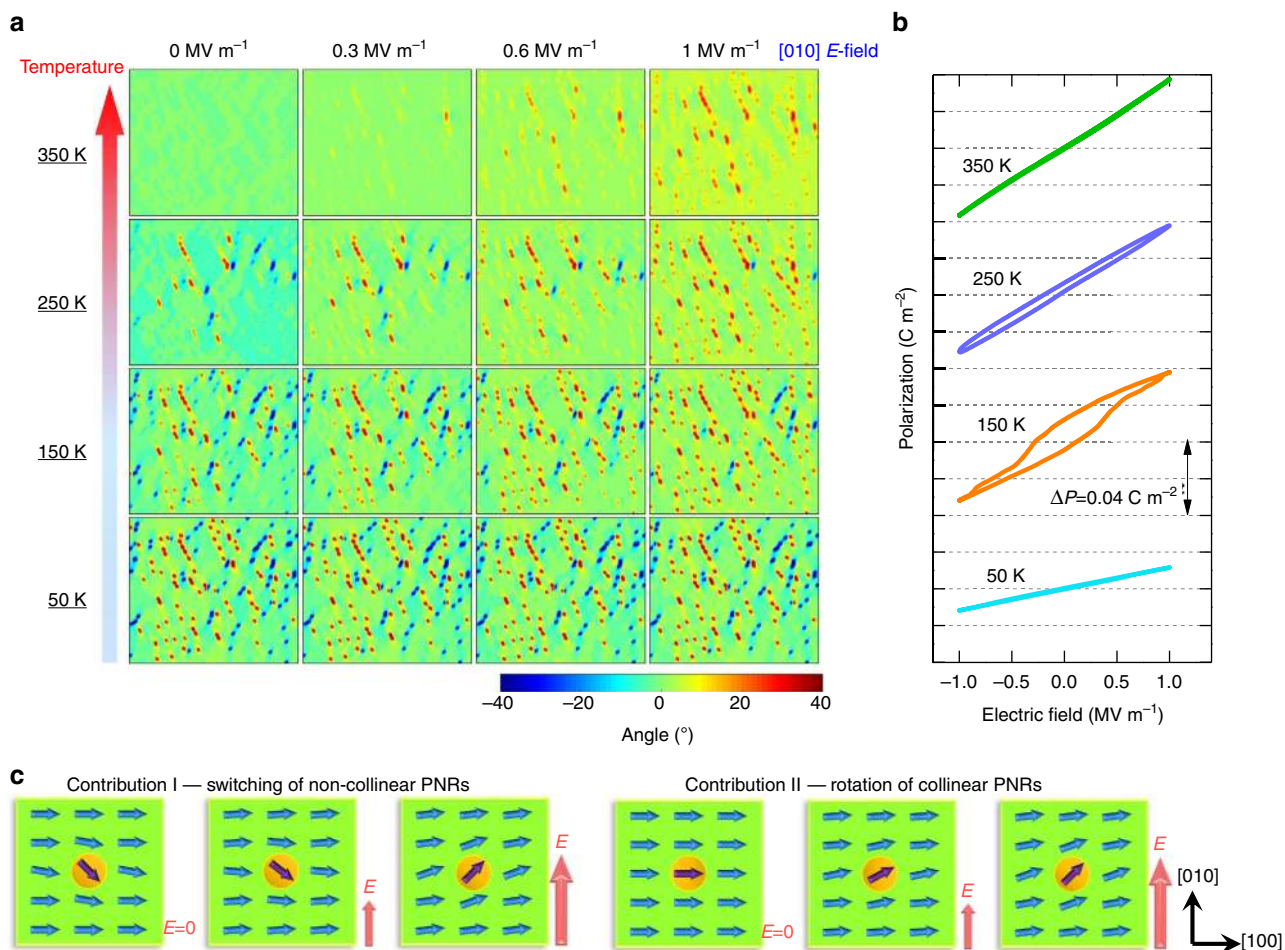 a
0 MV m⁻¹ 0.3 MV m⁻¹ 0.6 MV m⁻¹ 1 MV m⁻¹ [010] E-field
Temperature
350 K
250 K
150 K
50 K
−40 −20 0 20 40
Angle (°)
b
350 K
250 K
150 K
ΔP=0.04 C m⁻²
50 K
Polarization (C m⁻²)
−1.0 −0.5 0.0 0.5 1.0
Electric field (MV m⁻¹)
c
Contribution I — switching of non-collinear PNRs
E=0
E
E
Contribution II — rotation of collinear PNRs
E=0
E
E
[010]
[100]